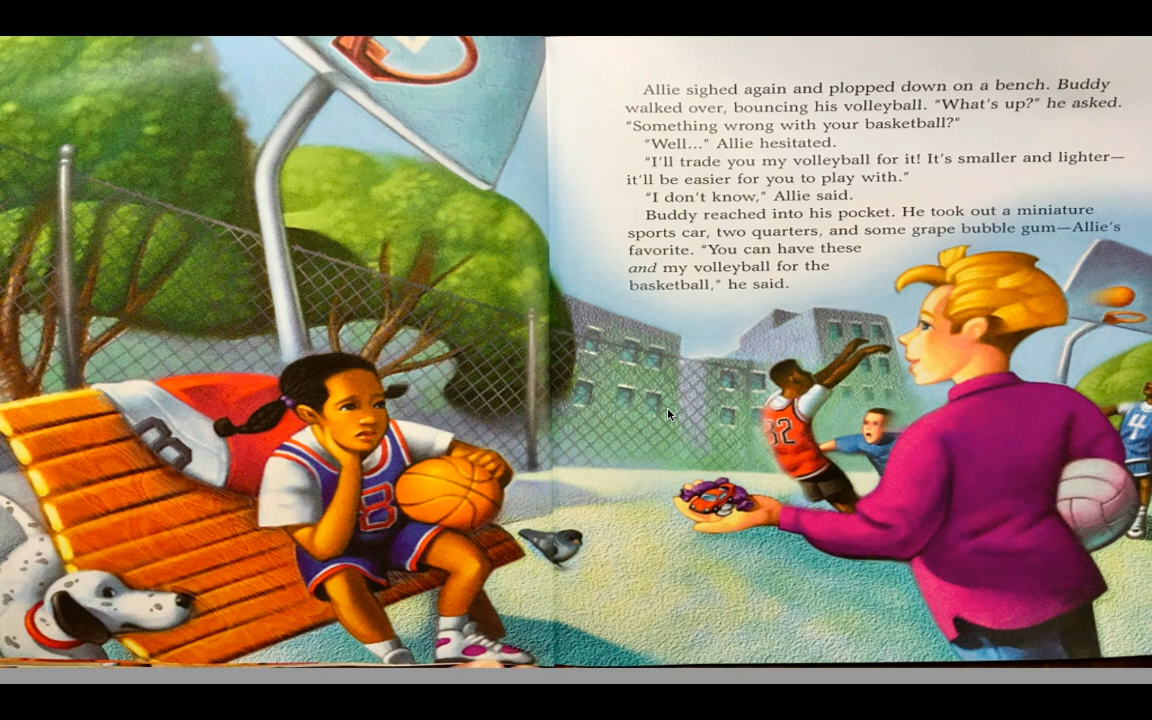 Allie sighed again and plopped down on a bench. Buddy
walked over, bouncing his volleyball. “What’s up?” he asked.
“Something wrong with your basketball?”
“Well...” Allie hesitated.
“I’ll trade you my volleyball for it! It’s smaller and lighter—
it’ll be easier for you to play with.”
“I don’t know,” Allie said.
Buddy reached into his pocket. He took out a miniature
sports car, two quarters, and some grape bubble gum—Allie’s
favorite. “You can have these
and my volleyball for the
basketball,” he said.
8
8
32
4